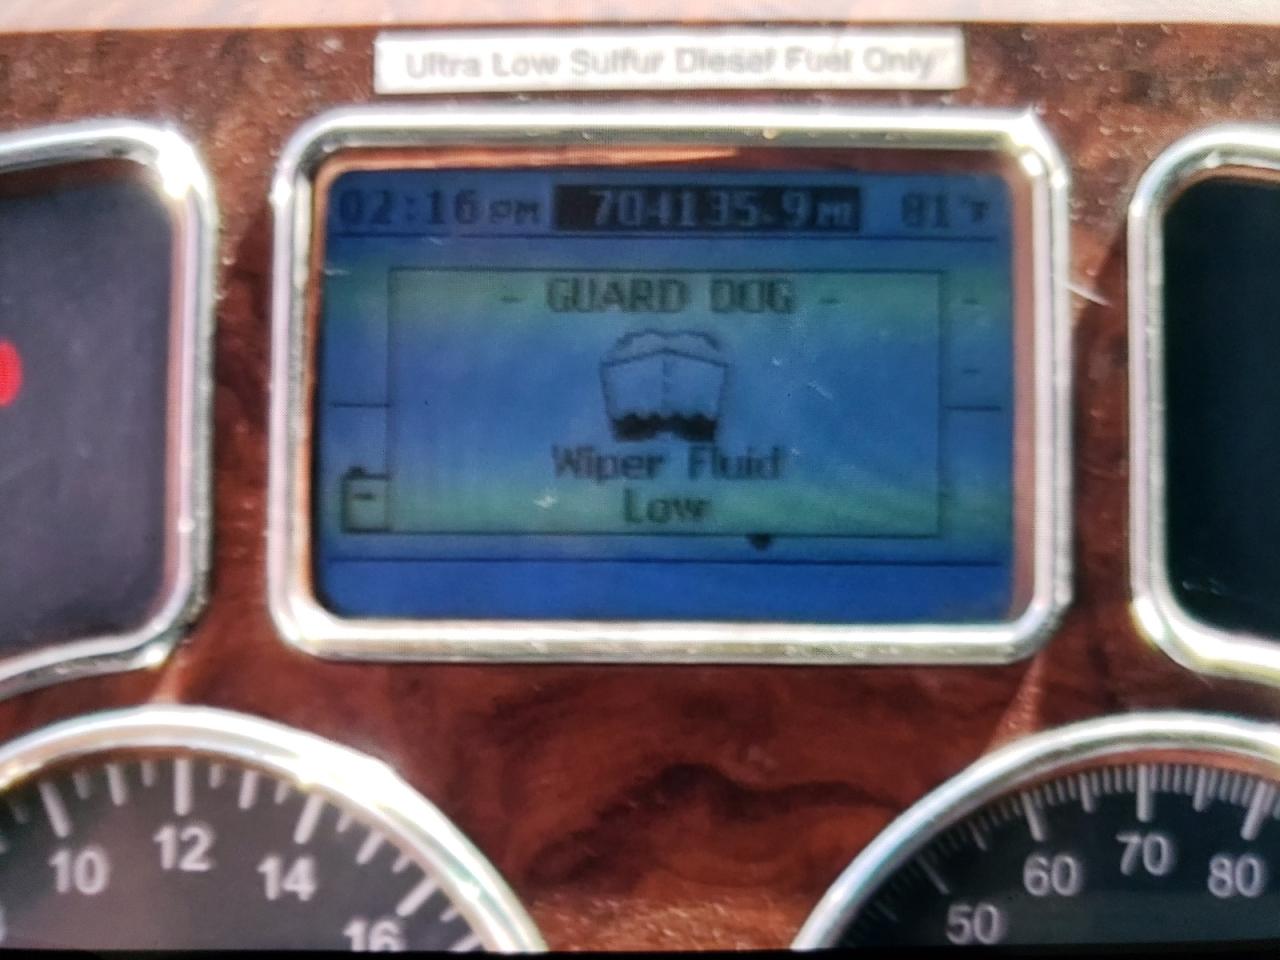 Ultra Low Sulfur Diesel Fuel Only
02:16 PM 704135.9 MI 81°F
- GUARD DOG -
Wiper Fluid
Low
10 12 14 16
50 60 70 80